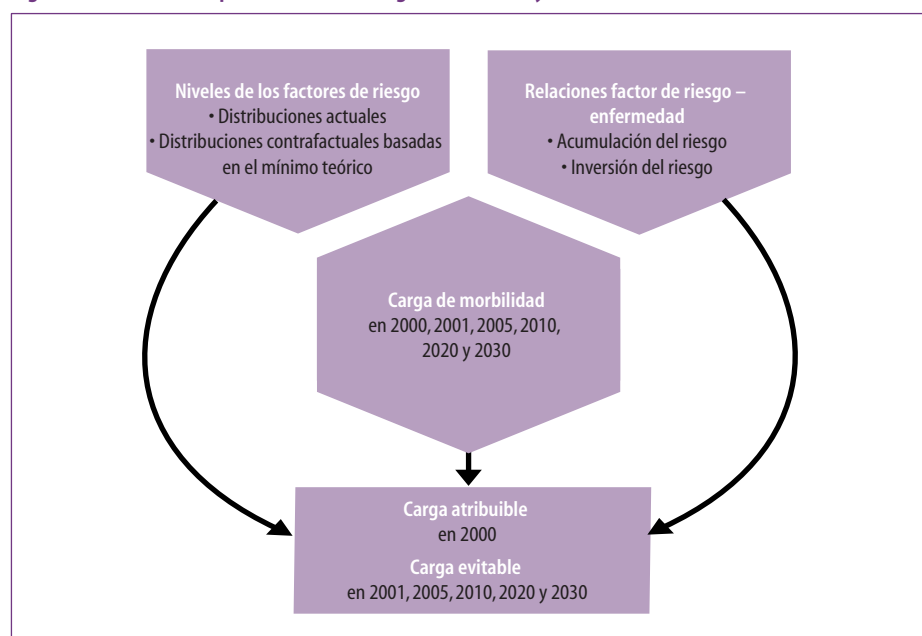 Niveles de los factores de riesgo
• Distribuciones actuales
• Distribuciones contrafactuales basadas
en el mínimo teórico
Relaciones factor de riesgo –
enfermedad
• Acumulación del riesgo
• Inversión del riesgo
Carga de morbilidad
en 2000, 2001, 2005, 2010,
2020 y 2030
Carga atribuible
en 2000
Carga evitable
en 2001, 2005, 2010, 2020 y 2030